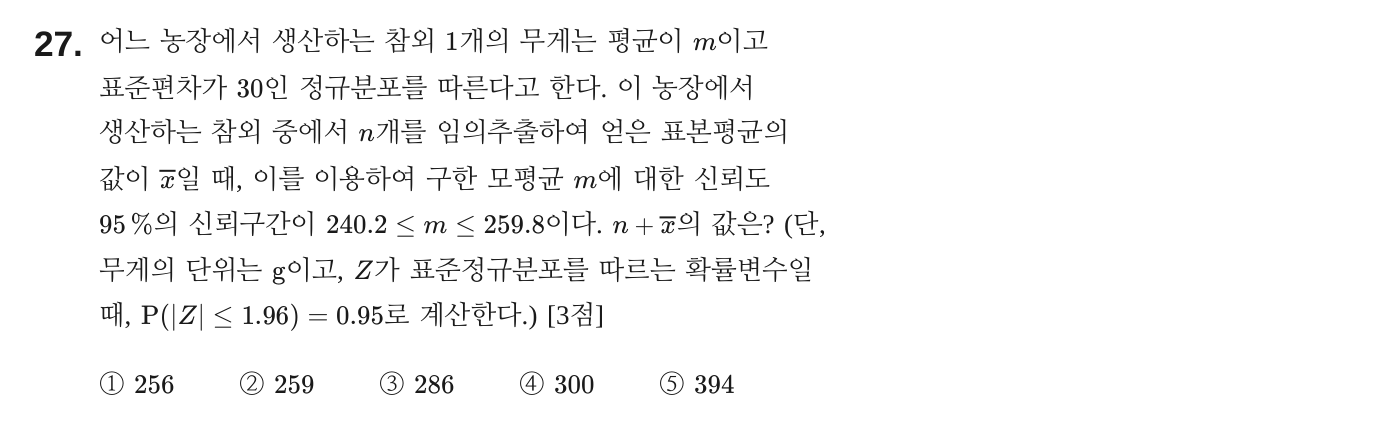 27. 어느 농장에서 생산하는 참외 1개의 무게는 평균이 m이고
표준편차가 30인 정규분포를 따른다고 한다. 이 농장에서
생산하는 참외 중에서 n개를 임의추출하여 얻은 표본평균의
값이 x̅일 때, 이를 이용하여 구한 모평균 m에 대한 신뢰도
95%의 신뢰구간이 240.2 ≤ m ≤ 259.8이다. n + x̅의 값은? (단,
무게의 단위는 g이고, Z가 표준정규분포를 따르는 확률변수일
때, P(|Z| ≤ 1.96) = 0.95로 계산한다.) [3점]
① 256 ② 259 ③ 286 ④ 300 ⑤ 394